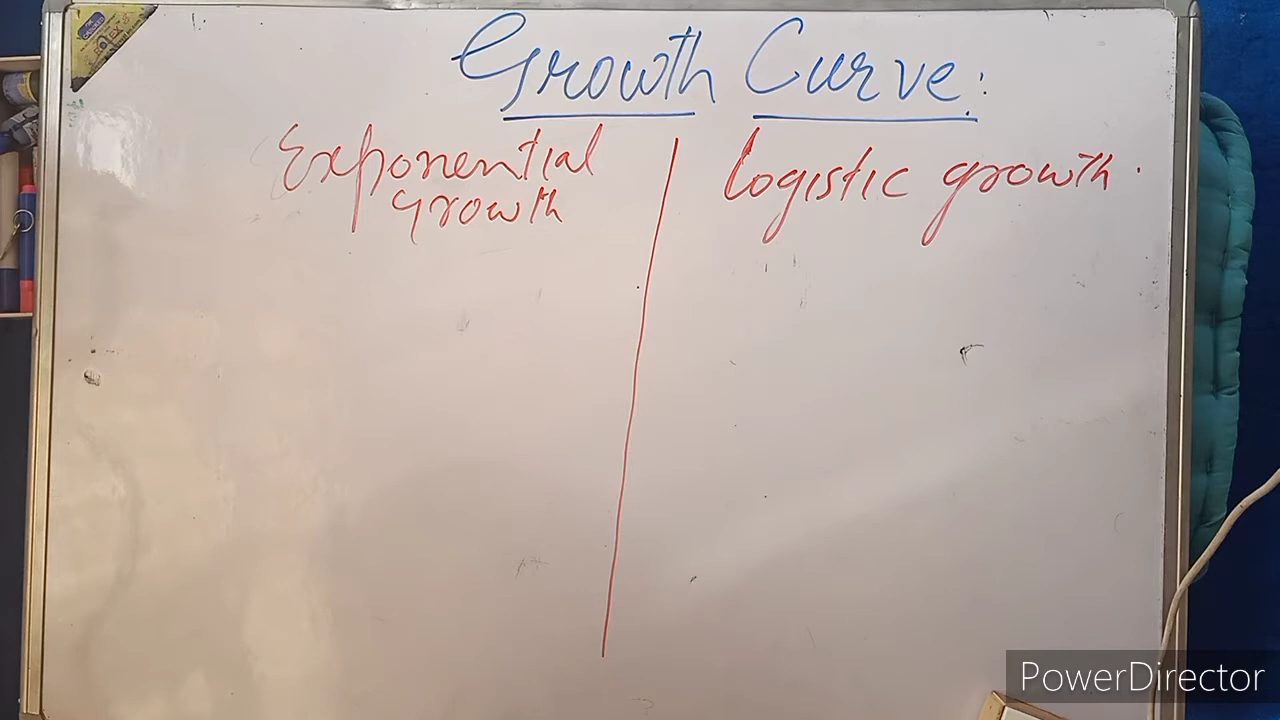 Growth Curve:
Exponential
Growth
Logistic growth.
PowerDirector